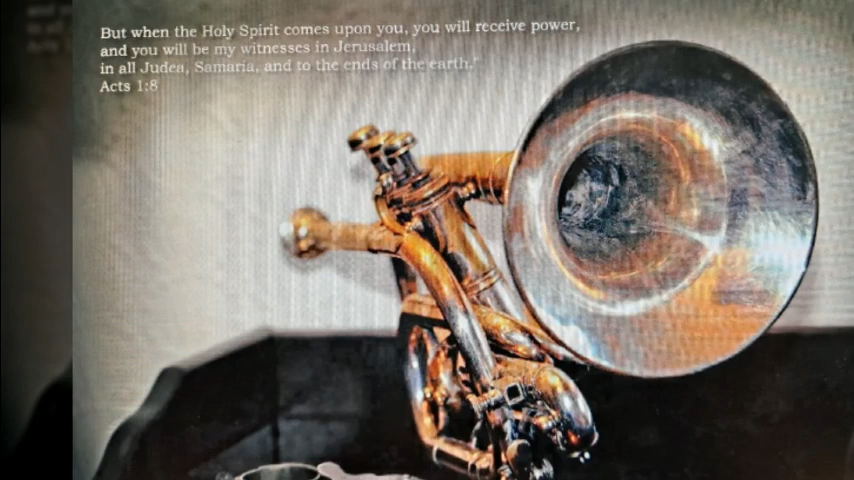 But when the Holy Spirit comes upon you, you will receive power,
and you will be my witnesses in Jerusalem,
in all Judea, Samaria, and to the ends of the earth."
Acts 1:8